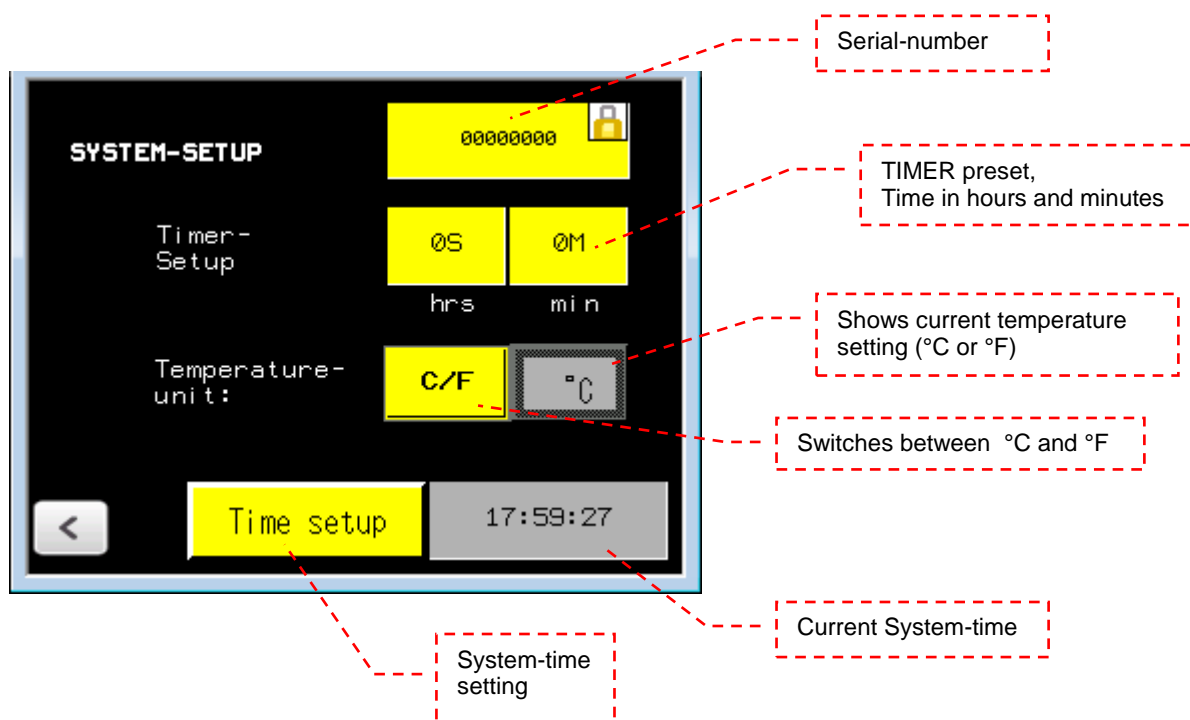 Serial-number
00000000
SYSTEM-SETUP
TIMER preset,
Time in hours and minutes
Timer-
Setup
0S
0M
hrs
min
Shows current temperature
setting (°C or °F)
Temperature-
unit:
C/F
°C
Switches between °C and °F
<
Time setup
17:59:27
Current System-time
System-time
setting